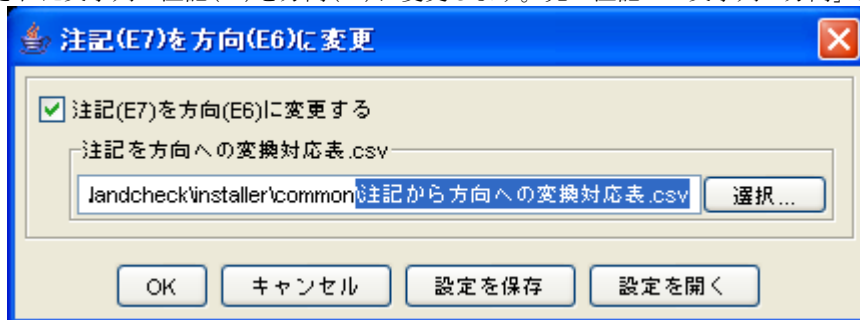 注記(E7)を方向(E6)に変更
注記(E7)を方向(E6)に変更する
注記を方向への変換対応表.csv
landcheck\installer\common\注記から方向への変換対応表.csv 選択...
OK キャンセル 設定を保存 設定を開く